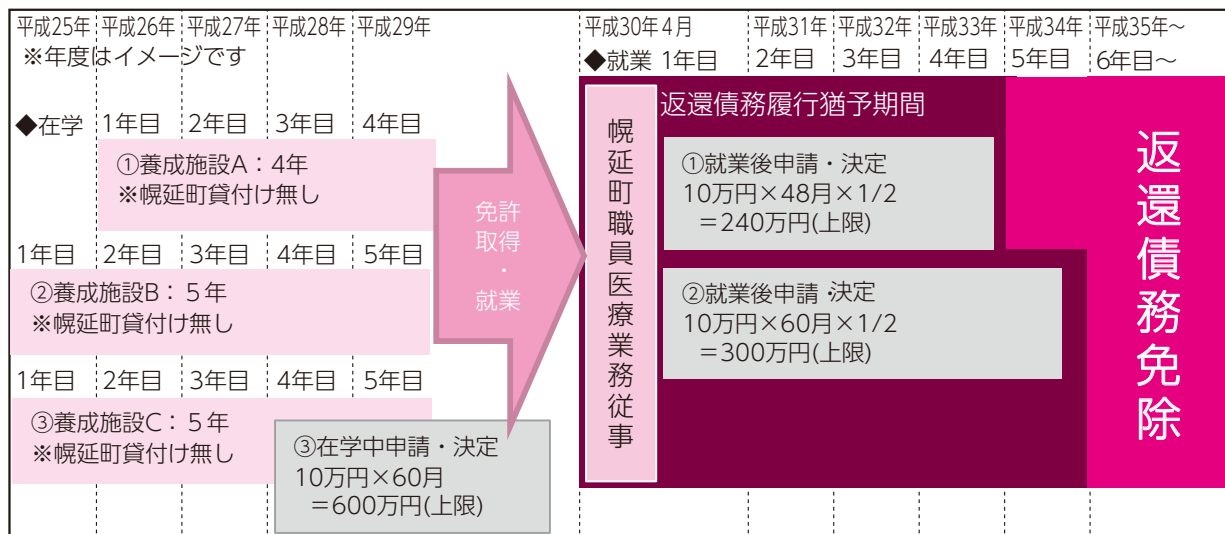 平成25年 平成26年 平成27年 平成28年 平成29年 平成30年4月 平成31年 平成32年 平成33年 平成34年 平成35年～
※年度はイメージです
◆就業 1年目 2年目 3年目 4年目 5年目 6年目～
◆在学 1年目 2年目 3年目 4年目
①養成施設A：4年
※幌延町貸付け無し
1年目 2年目 3年目 4年目 5年目
②養成施設B：５年
※幌延町貸付け無し
1年目 2年目 3年目 4年目 5年目
③養成施設C：５年
※幌延町貸付け無し
③在学中申請・決定
10万円×60月
＝600万円(上限)
免許
取得
・
就業
幌延町職員医療業務従事
返還債務履行猶予期間
①就業後申請・決定
10万円×48月×1/2
＝240万円(上限)
②就業後申請・決定
10万円×60月×1/2
＝300万円(上限)
返還債務免除